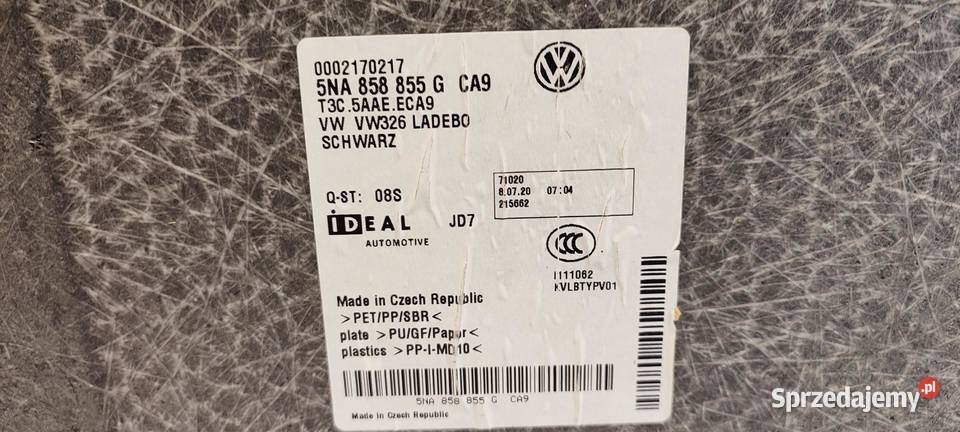 0002170217
5NA 858 855 G CA9
T3C.5AAE.ECA9
VW VW326 LADEBO
SCHWARZ
Q-ST: 08S
71020
8.07.20 07:04
215662
iDEAL JD7
AUTOMOTIVE
CCC
1111062
KVLBTYPV01
Made in Czech Republic
>PET/PP/SBR<
plate >PU/GF/Papor<
plastics >PP-I-MD10<
5NA 858 855 G CA9
Made in Czech Republic
Sprzedajemy.pl